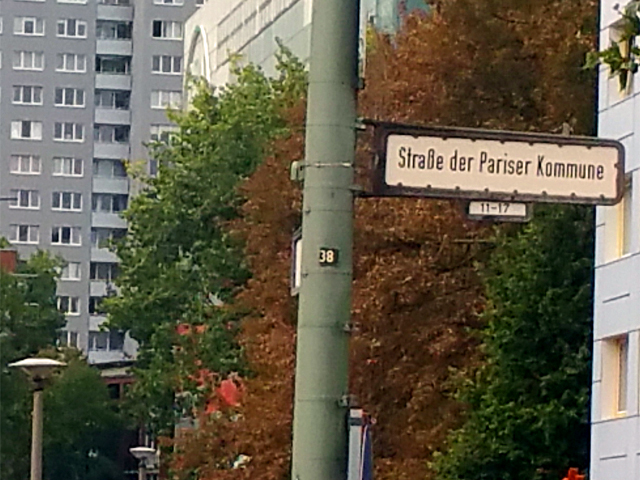 Straße der Pariser Kommune
11-17
38